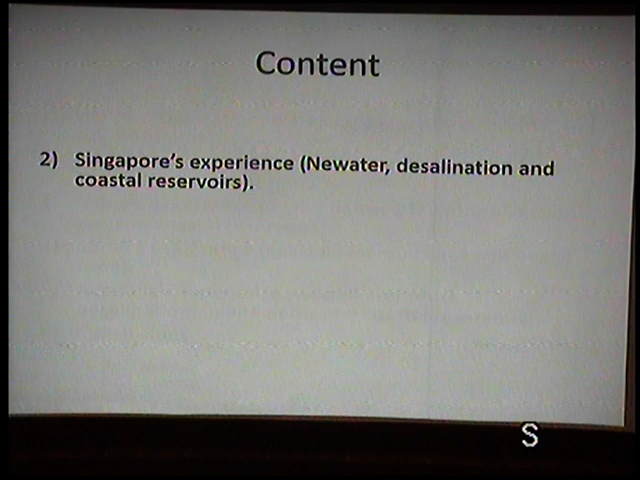 Content
2) Singapore's experience (Newater, desalination and
coastal reservoirs).
S